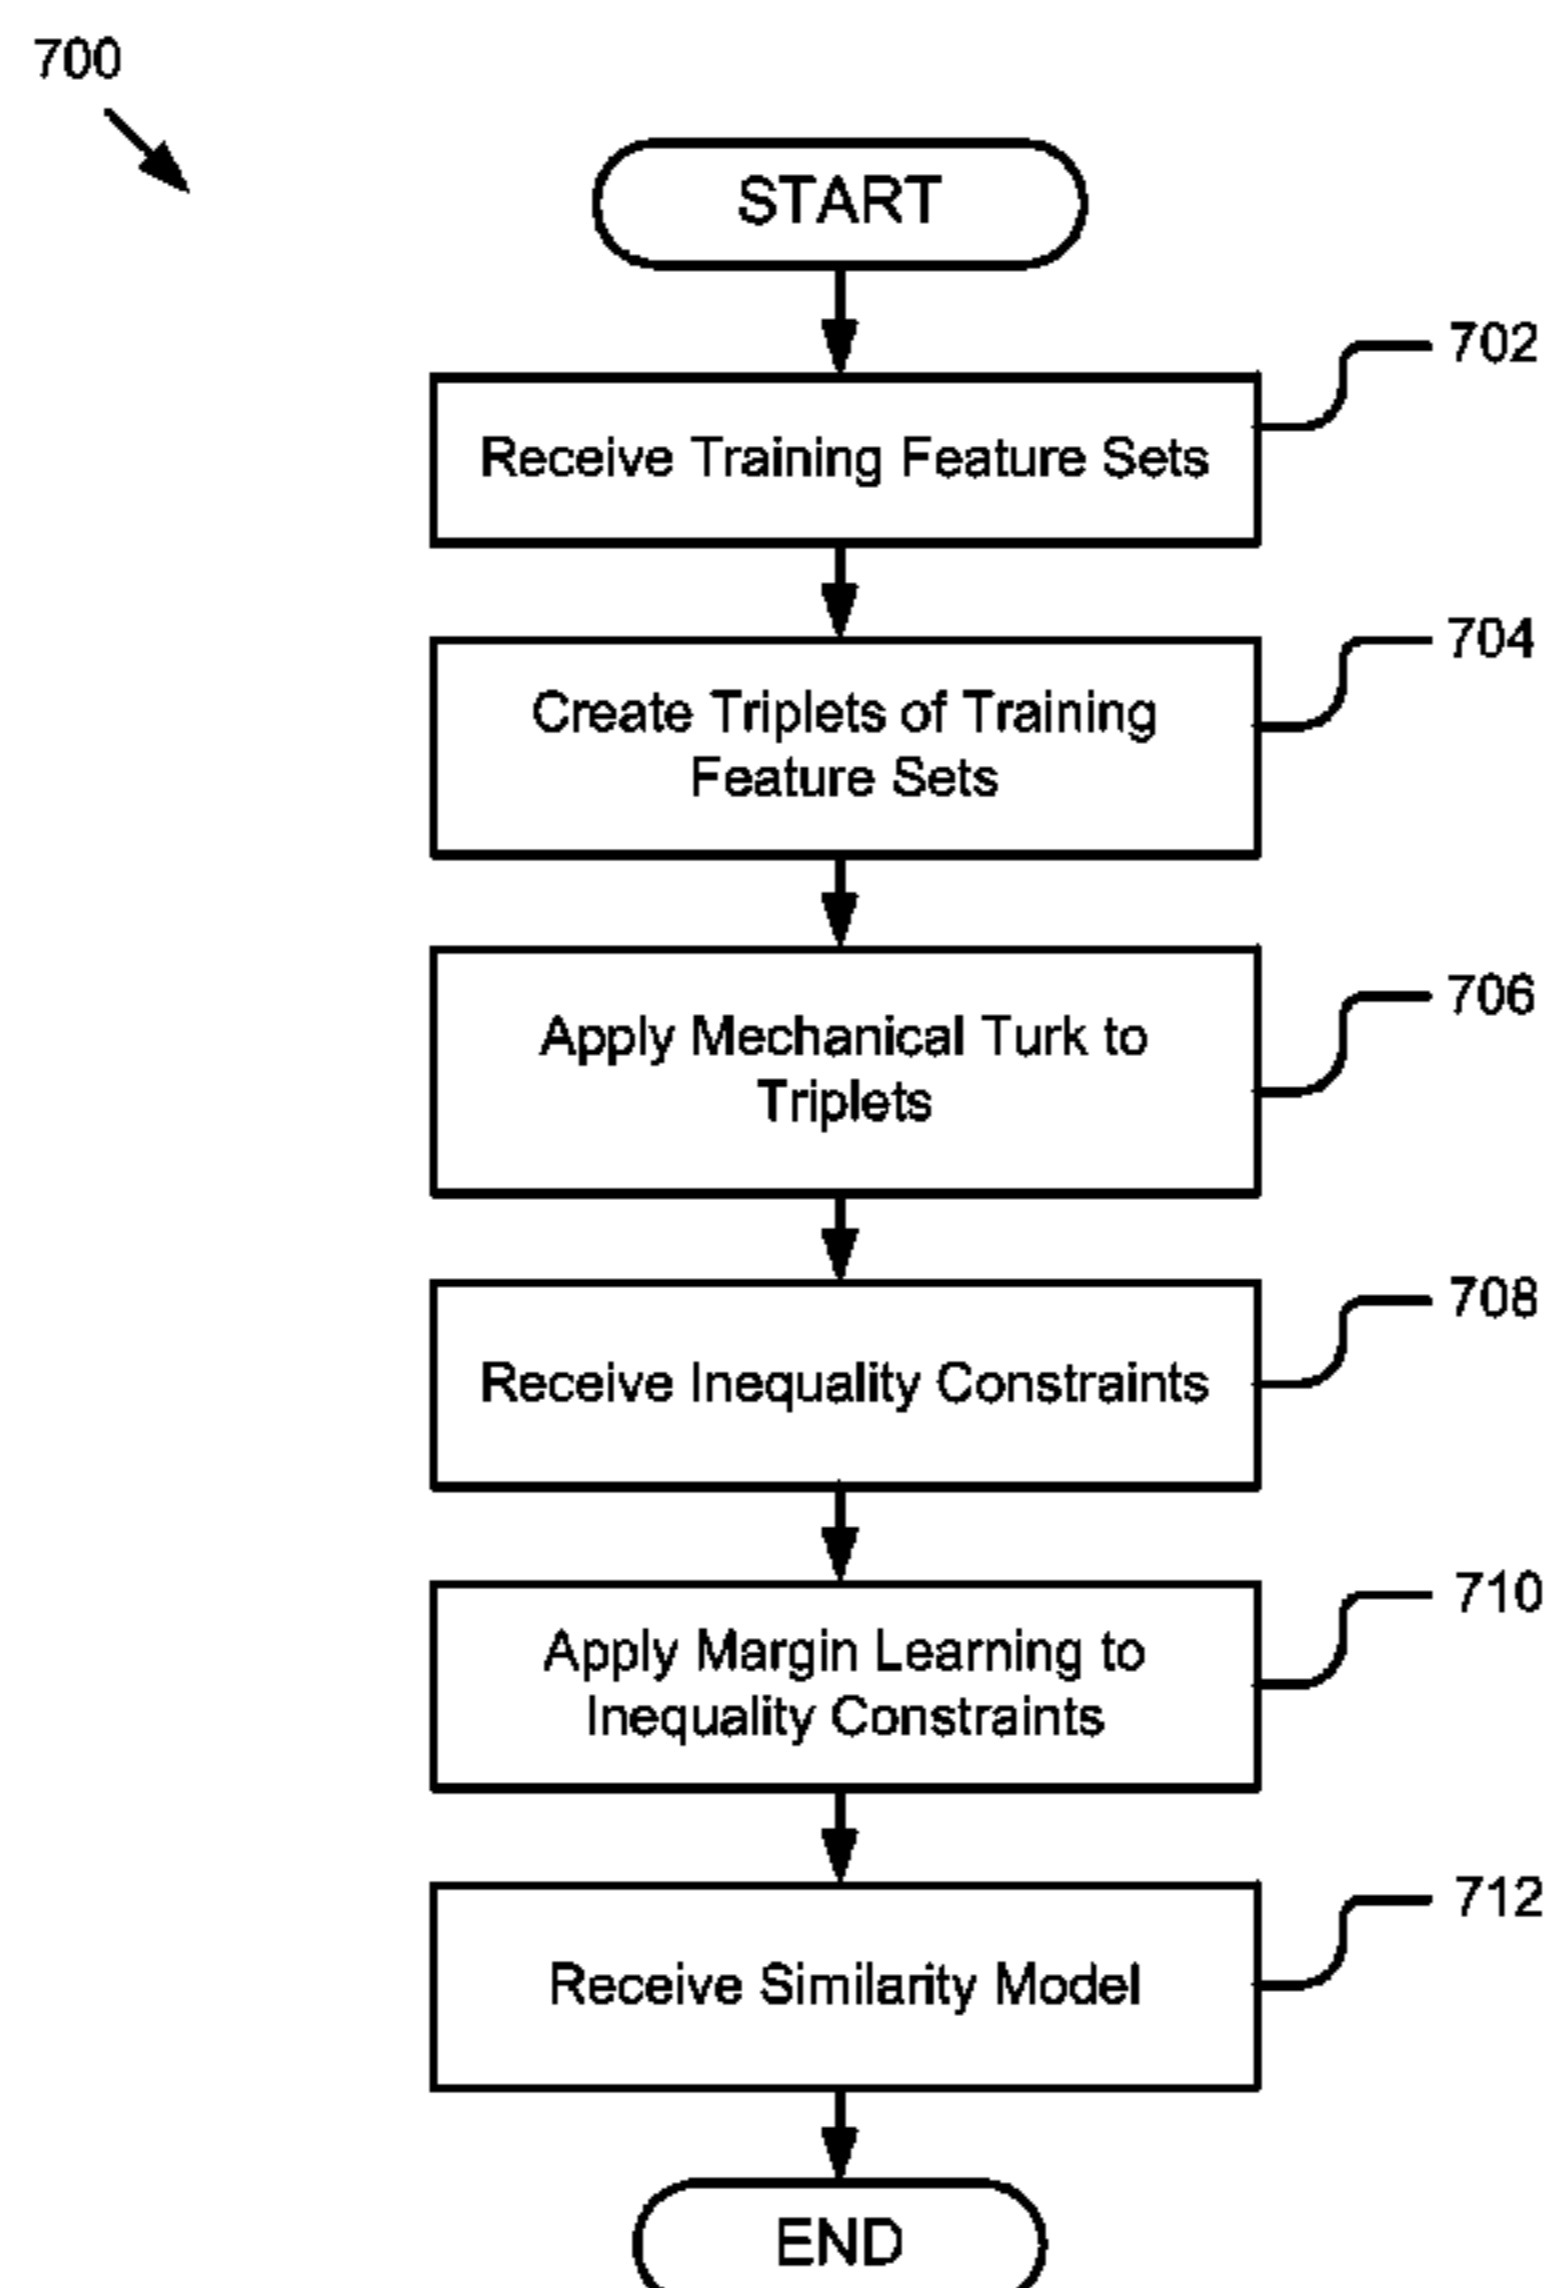 700
START
702
Receive Training Feature Sets
704
Create Triplets of Training
Feature Sets
706
Apply Mechanical Turk to
Triplets
708
Receive Inequality Constraints
710
Apply Margin Learning to
Inequality Constraints
712
Receive Similarity Model
END